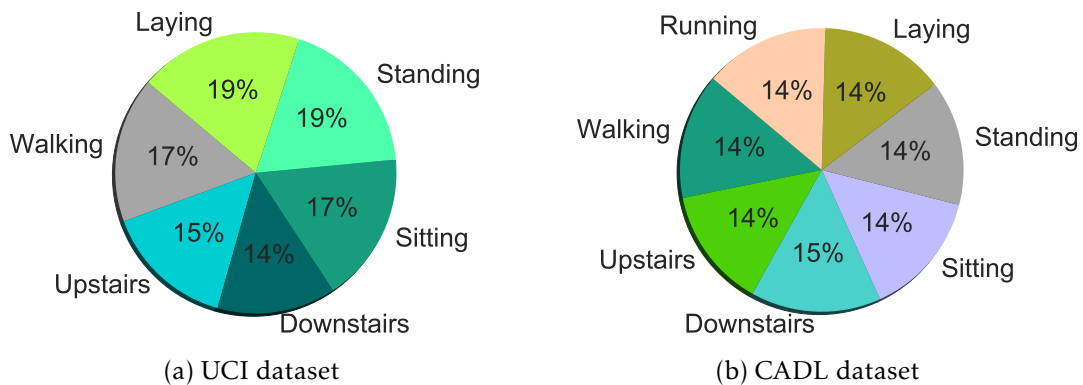 Laying
Standing
19%
19%
Walking
17%
17%
Sitting
15%
14%
Upstairs
Downstairs
(a) UCI dataset
Running
Laying
14%
14%
Walking
14%
14%
Standing
14%
14%
Upstairs
15%
Sitting
Downstairs
(b) CADL dataset